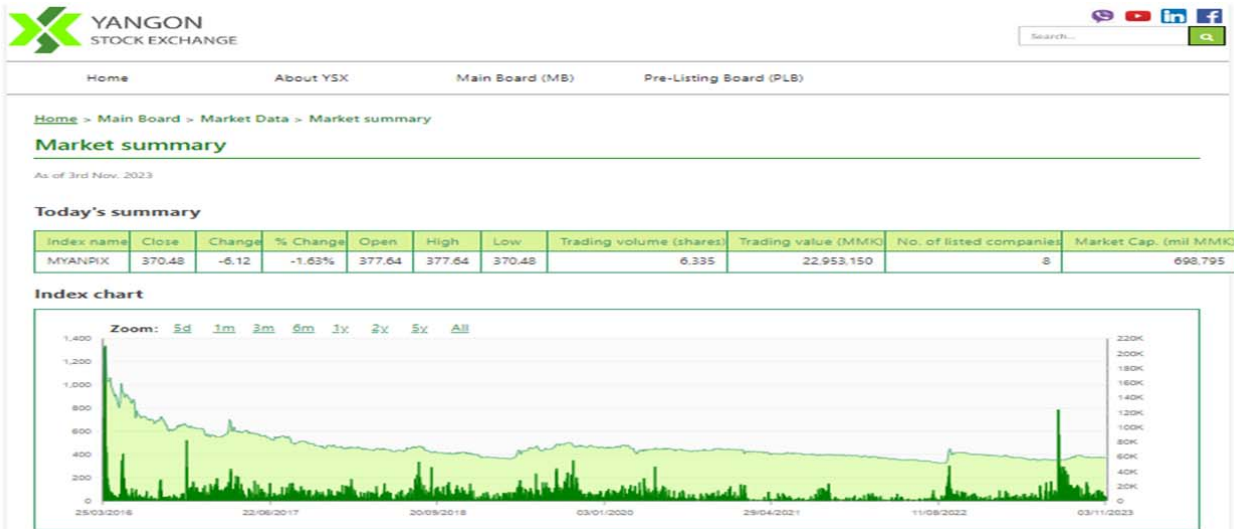 YANGON
STOCK EXCHANGE
Search...
Home About YSX Main Board (MB) Pre-Listing Board (PLB)
Home > Main Board > Market Data > Market summary
Market summary
As of 3rd Nov. 2023
Today's summary
Index name Close Change % Change Open High Low Trading volume (shares) Trading value (MMK) No. of listed companies Market Cap. (mil MMK)
MYANPIX 370.48 -6.12 -1.63% 377.64 377.64 370.48 6,335 22,953,150 8 698,795
Index chart
Zoom: 5d 1m 3m 6m 1y 2y 5y All
1,400 220K
200K
1,200 180K
1,000 160K
140K
800 120K
600 100K
80K
400 60K
40K
200 20K
0 0
25/03/2016 22/06/2017 20/09/2018 03/01/2020 29/04/2021 11/08/2022 03/11/2023